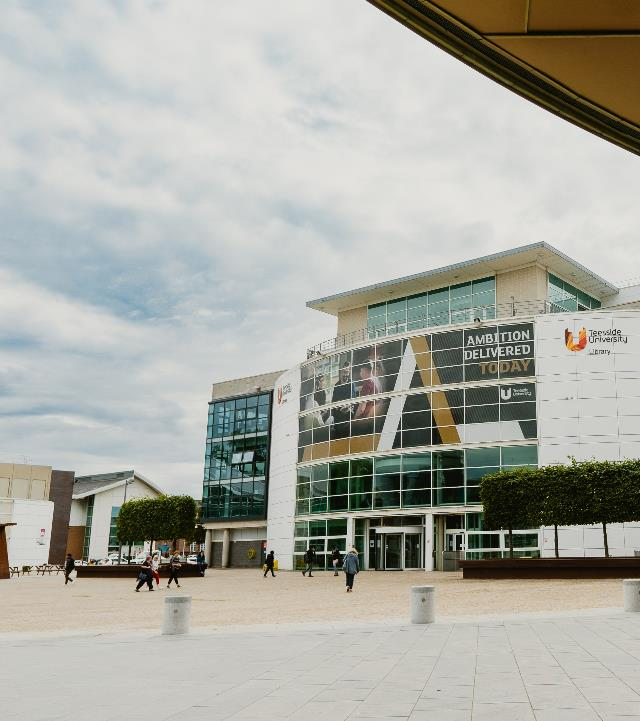 AMBITION
DELIVERED
TODAY
Teesside
University
Library
Teesside
University